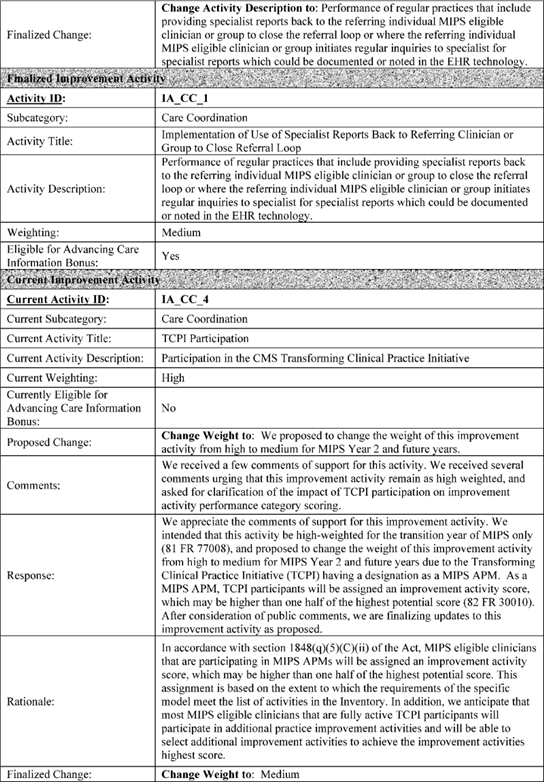 Change Activity Description to: Performance of regular practices that include
providing specialist reports back to the referring individual MIPS eligible
Finalized Change:
clinician or group to close the referral loop or where the referring individual
MIPS eligible clinician or group initiates regular inquiries to specialist for
specialist reports which could be documented or noted in the EHR technology.
Finalized Improvement Activity
Activity ID:
IA_CC_1
Subcategory:
Care Coordination
Activity Title:
Implementation of Use of Specialist Reports Back to Referring Clinician or
Group to Close Referral Loop
Activity Description:
Performance of regular practices that include providing specialist reports back
to the referring individual MIPS eligible clinician or group to close the referral
loop or where the referring individual MIPS eligible clinician or group initiates
regular inquiries to specialist for specialist reports which could be documented
or noted in the EHR technology.
Weighting:
Medium
Eligible for Advancing Care
Information Bonus:
Yes
Current Improvement Activity
Current Activity ID:
IA_CC_4
Current Subcategory:
Care Coordination
Current Activity Title:
TCPI Participation
Current Activity Description:
Participation in the CMS Transforming Clinical Practice Initiative
Current Weighting:
High
Currently Eligible for
Advancing Care Information
Bonus:
No
Proposed Change:
Change Weight to: We proposed to change the weight of this improvement
activity from high to medium for MIPS Year 2 and future years.
Comments:
We received a few comments of support for this activity. We received several
comments urging that this improvement activity remain as high weighted, and
asked for clarification of the impact of TCPI participation on improvement
activity performance category scoring.
Response:
We appreciate the comments of support for this improvement activity. We
intended that this activity be high-weighted for the transition year of MIPS only
(81 FR 77008), and proposed to change the weight of this improvement activity
from high to medium for MIPS Year 2 and future years due to the Transforming
Clinical Practice Initiative (TCPI) having a designation as a MIPS APM. As a
MIPS APM, TCPI participants will be assigned an improvement activity score,
which may be higher than one half of the highest potential score (82 FR 30010).
After consideration of public comments, we are finalizing updates to this
improvement activity as proposed.
Rationale:
In accordance with section 1848(q)(5)(C)(ii) of the Act, MIPS eligible clinicians
that are participating in MIPS APMs will be assigned an improvement activity
score, which may be higher than one half of the highest potential score. This
assignment is based on the extent to which the requirements of the specific
model meet the list of activities in the Inventory. In addition, we anticipate that
most MIPS eligible clinicians that are fully active TCPI participants will
participate in additional practice improvement activities and will be able to
select additional improvement activities to achieve the improvement activities
highest score.
Finalized Change:
Change Weight to: Medium